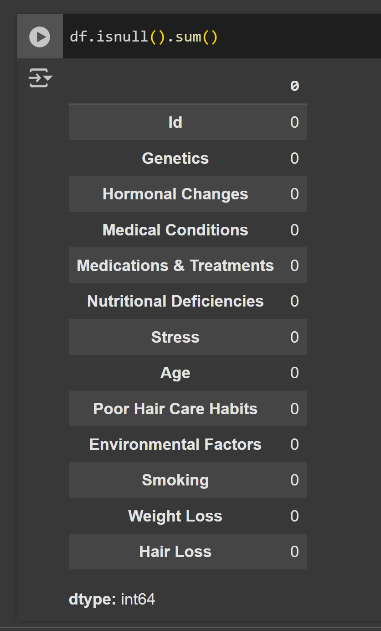 df.isnull().sum()
0
Id 0
Genetics 0
Hormonal Changes 0
Medical Conditions 0
Medications & Treatments 0
Nutritional Deficiencies 0
Stress 0
Age 0
Poor Hair Care Habits 0
Environmental Factors 0
Smoking 0
Weight Loss 0
Hair Loss 0
dtype: int64